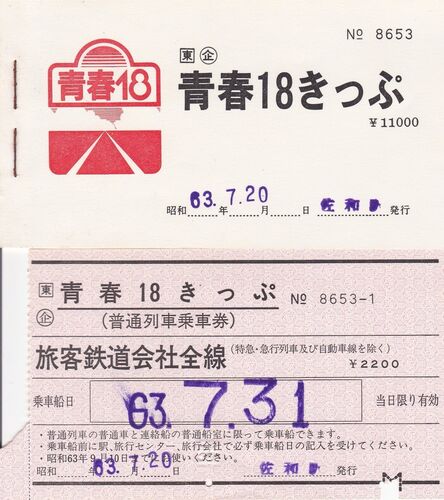 № 8653
東 企
青春18
青春18きっぷ
￥11000
昭和 63年 7月 20日 佐和 発行
東 青春18きっぷ № 8653-1
企 (普通列車乗車券)
旅客鉄道会社全線 (特急・急行列車及び自動車線を除く)
￥2200
乗車船日 63.7.31 当日限り有効
・普通列車の普通車と連絡船の普通船室に限って乗車船できます。
・乗車船前に駅、旅行センター、旅行会社で必ず乗車船日の記入を受けてください。
・昭和63年9月10日までにお使いください。
昭和 63.7.20 佐和